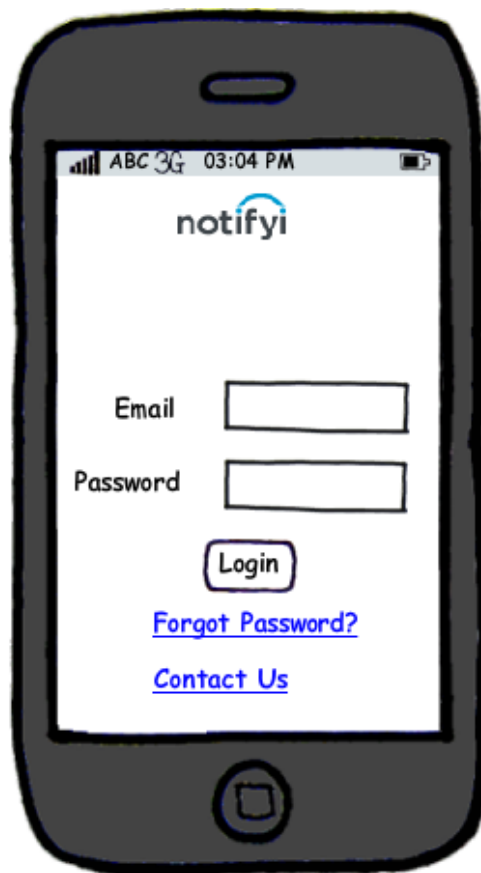 ABC 3G 03:04 PM
notifyi
Email
Password
Login
Forgot Password?
Contact Us